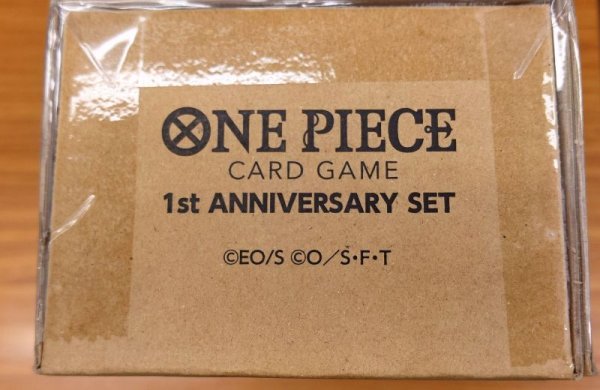 ONE PIECE
CARD GAME
1st ANNIVERSARY SET
©EO/S ©O/S・F・T